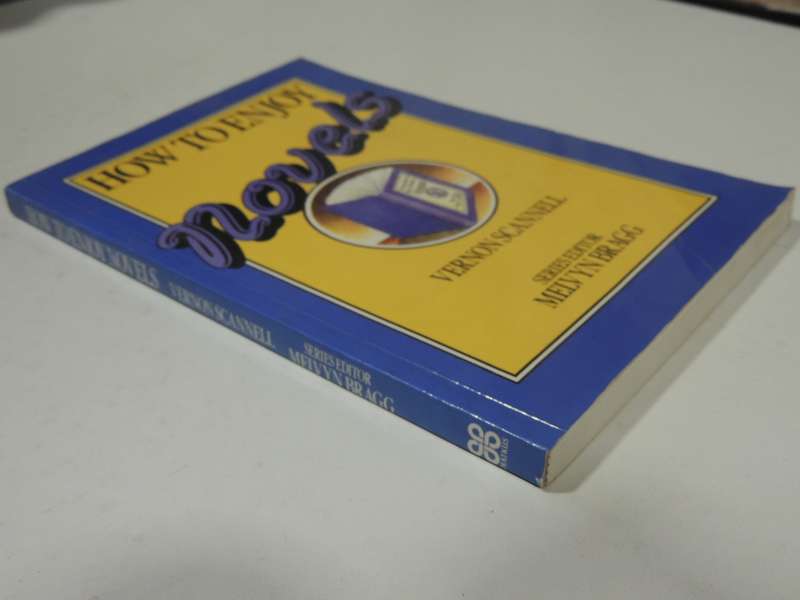 HOW TO ENJOY
Novels
VERNON SCANNELL
SERIES EDITOR
MELVYN BRAGG
HOW TO ENJOY NOVELS
VERNON SCANNELL
SERIES EDITOR
MELVYN BRAGG
PIATKUS